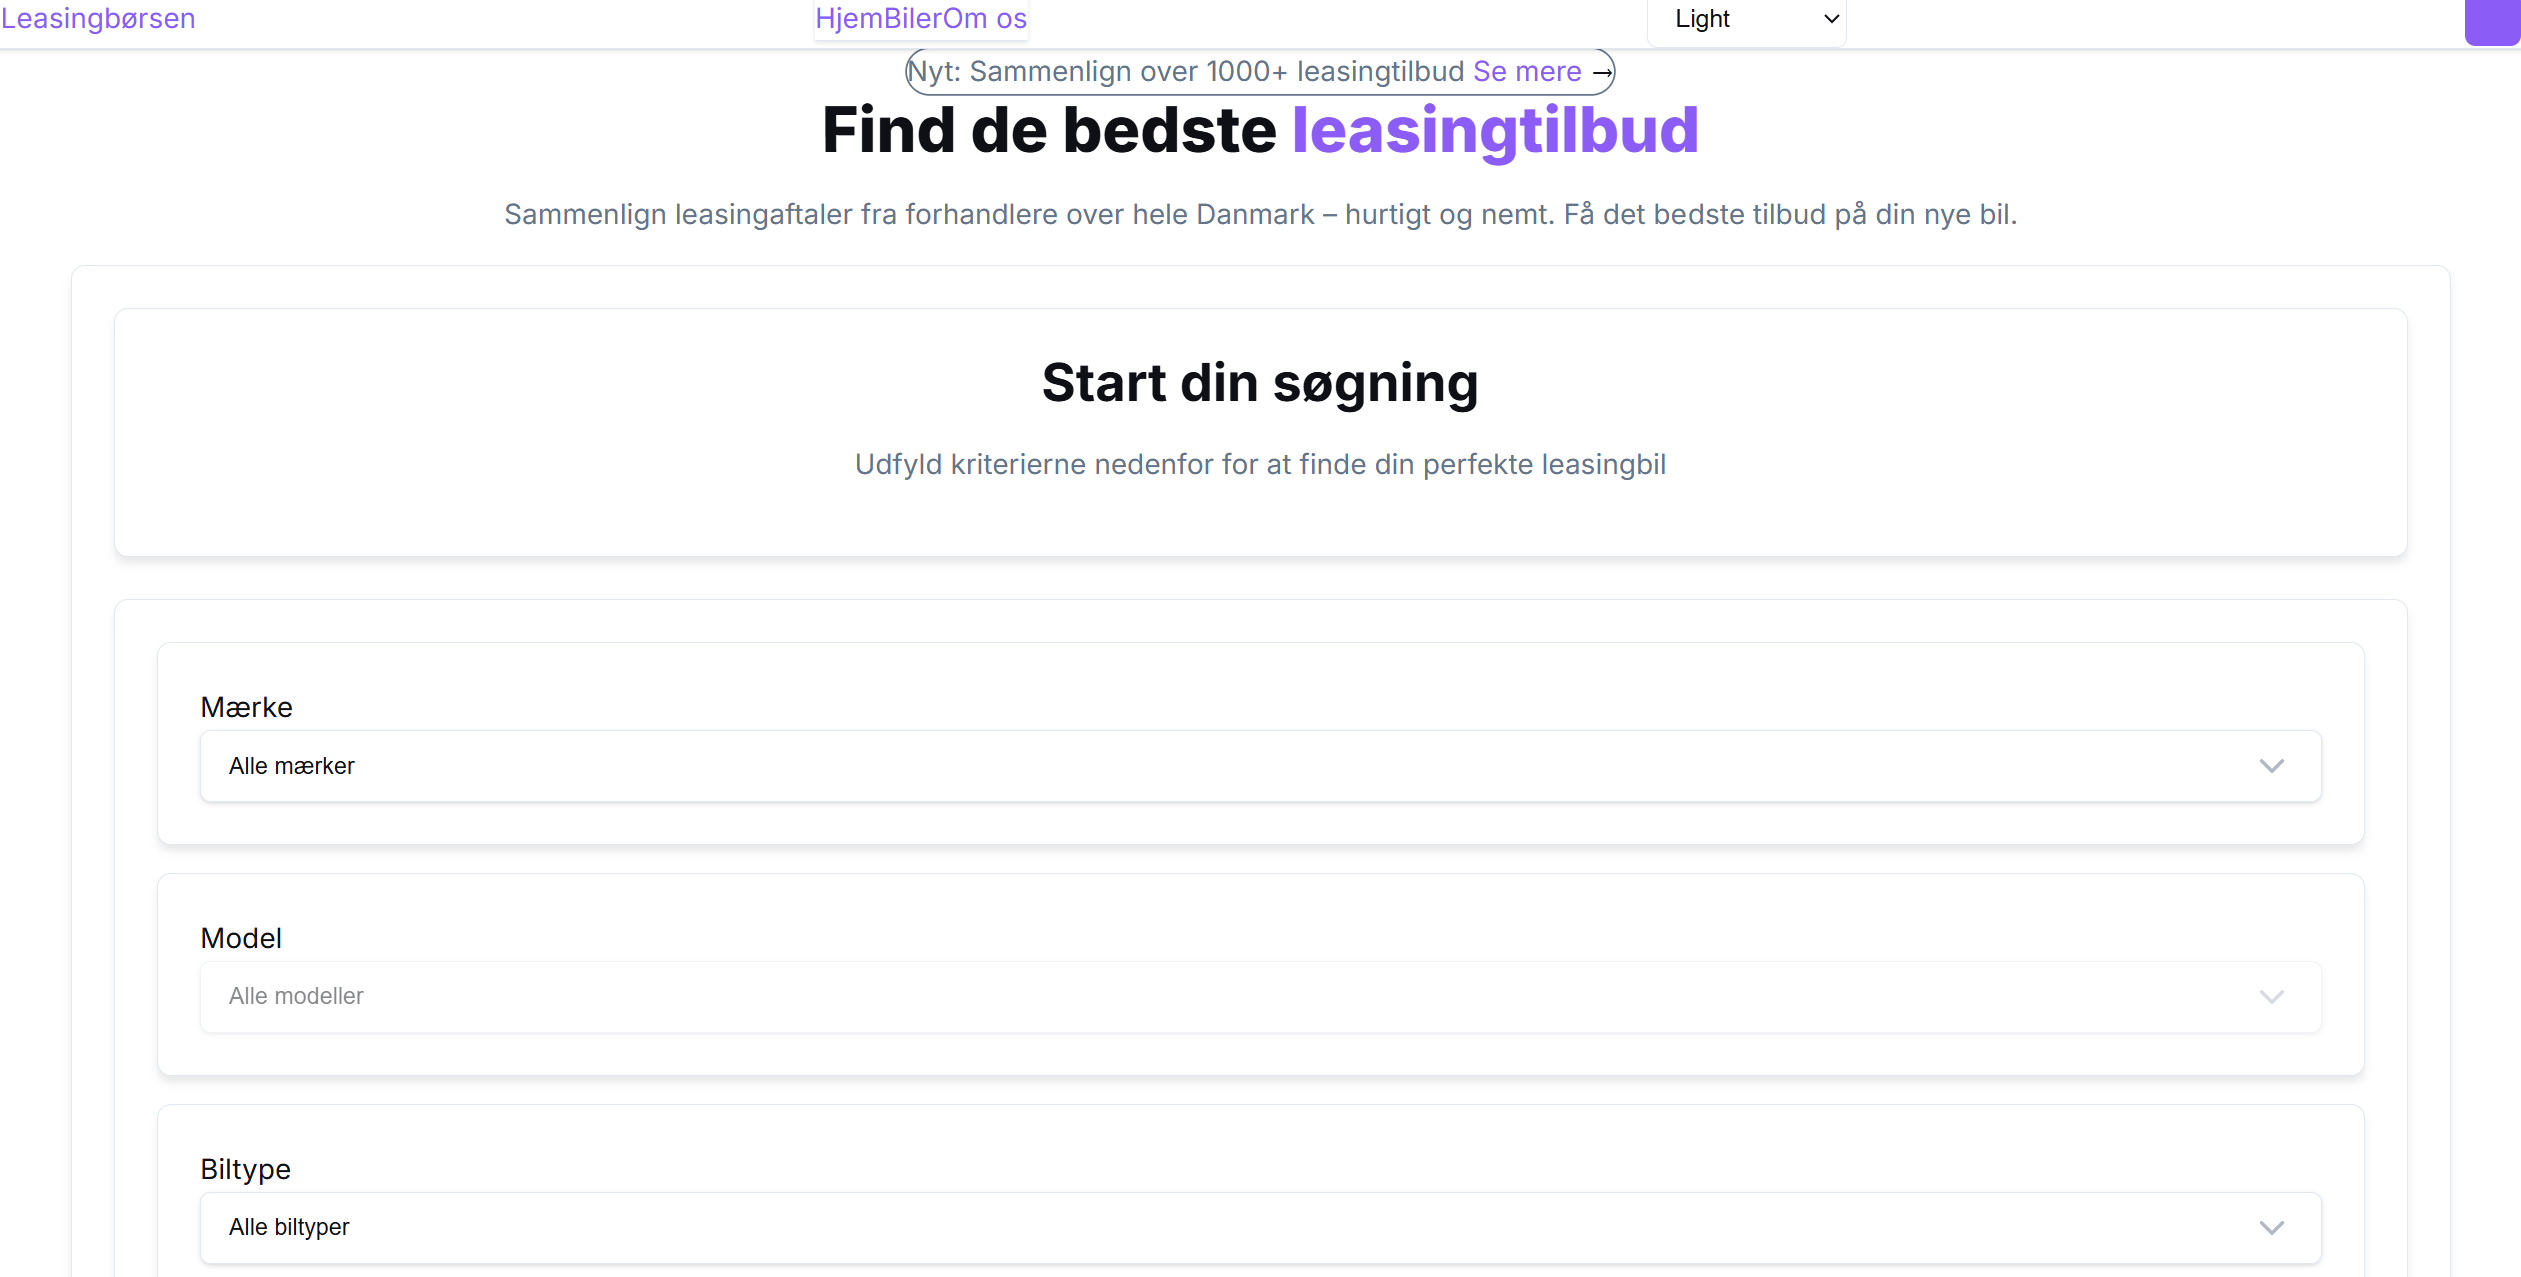 Leasingbørsen
HjemBilerOm os
Light
Nyt: Sammenlign over 1000+ leasingtilbud Se mere →
Find de bedste leasingtilbud
Sammenlign leasingaftaler fra forhandlere over hele Danmark – hurtigt og nemt. Få det bedste tilbud på din nye bil.
Start din søgning
Udfyld kriterierne nedenfor for at finde din perfekte leasingbil
Mærke
Alle mærker
Model
Alle modeller
Biltype
Alle biltyper